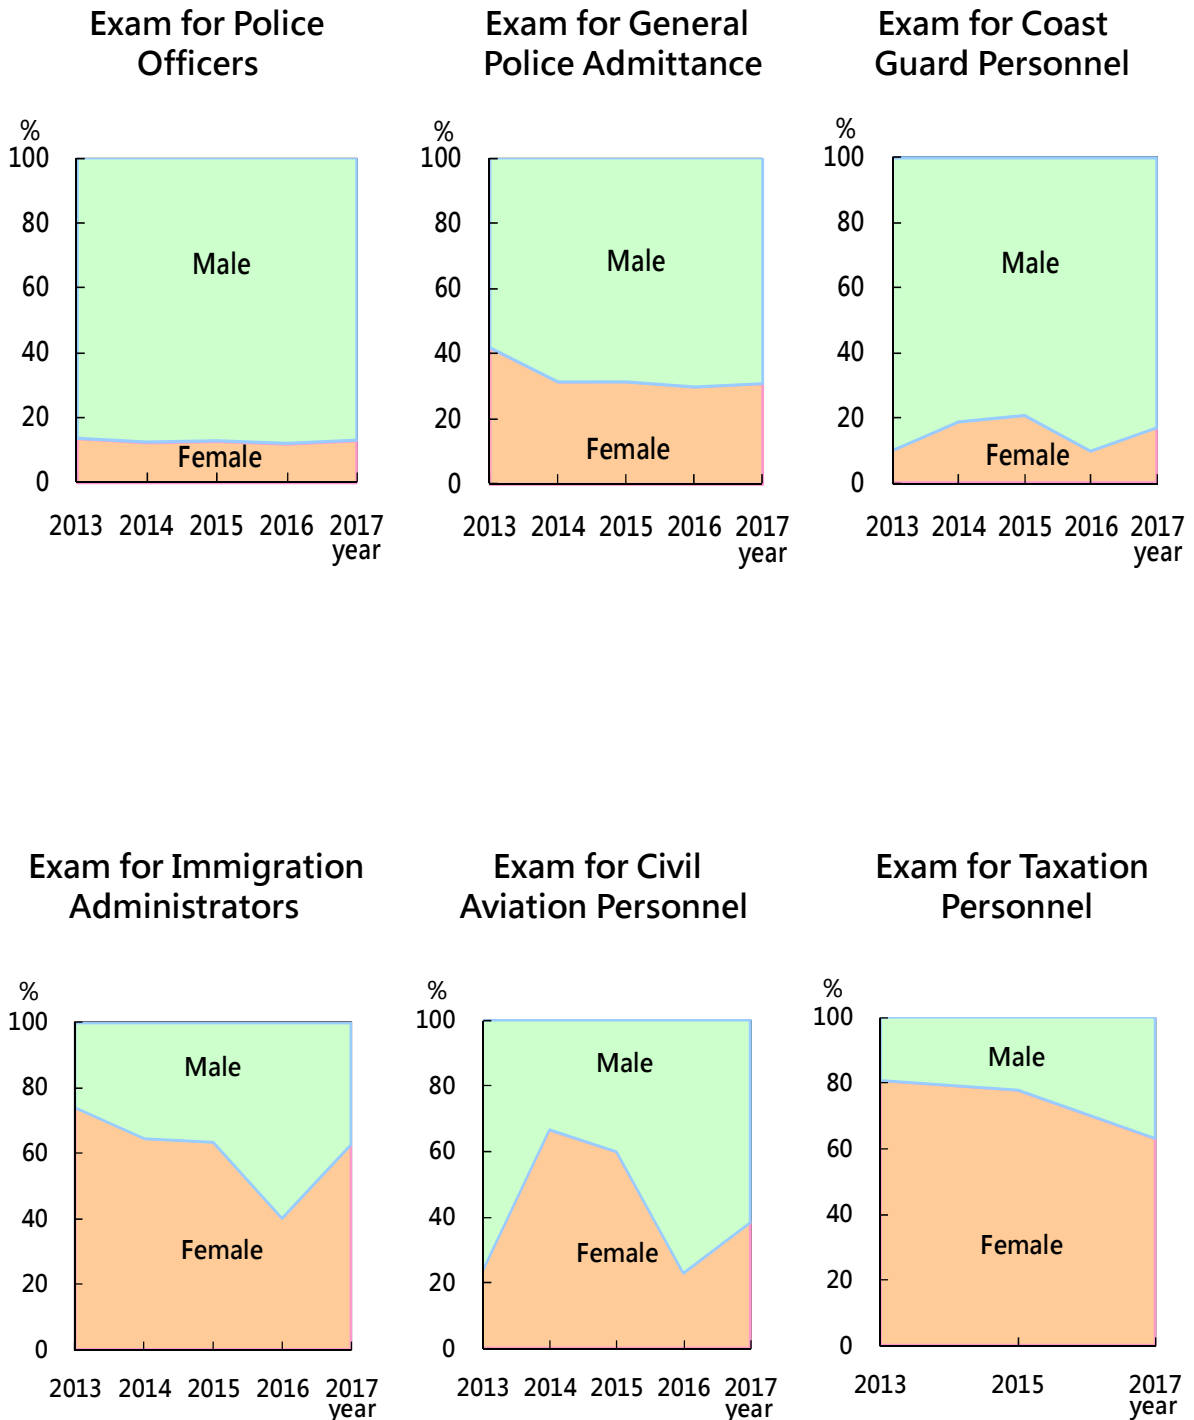 Exam for Police
Officers
%
100
80
60
40
20
0
Male
Female
2013 2014 2015 2016 2017
year
Exam for General
Police Admittance
%
100
80
60
40
20
0
Male
Female
2013 2014 2015 2016 2017
year
Exam for Coast
Guard Personnel
%
100
80
60
40
20
0
Male
Female
2013 2014 2015 2016 2017
year
Exam for Immigration
Administrators
%
100
80
60
40
20
0
Male
Female
2013 2014 2015 2016 2017
year
Exam for Civil
Aviation Personnel
%
100
80
60
40
20
0
Male
Female
2013 2014 2015 2016 2017
year
Exam for Taxation
Personnel
%
100
80
60
40
20
0
Male
Female
2013 2015 2017
year